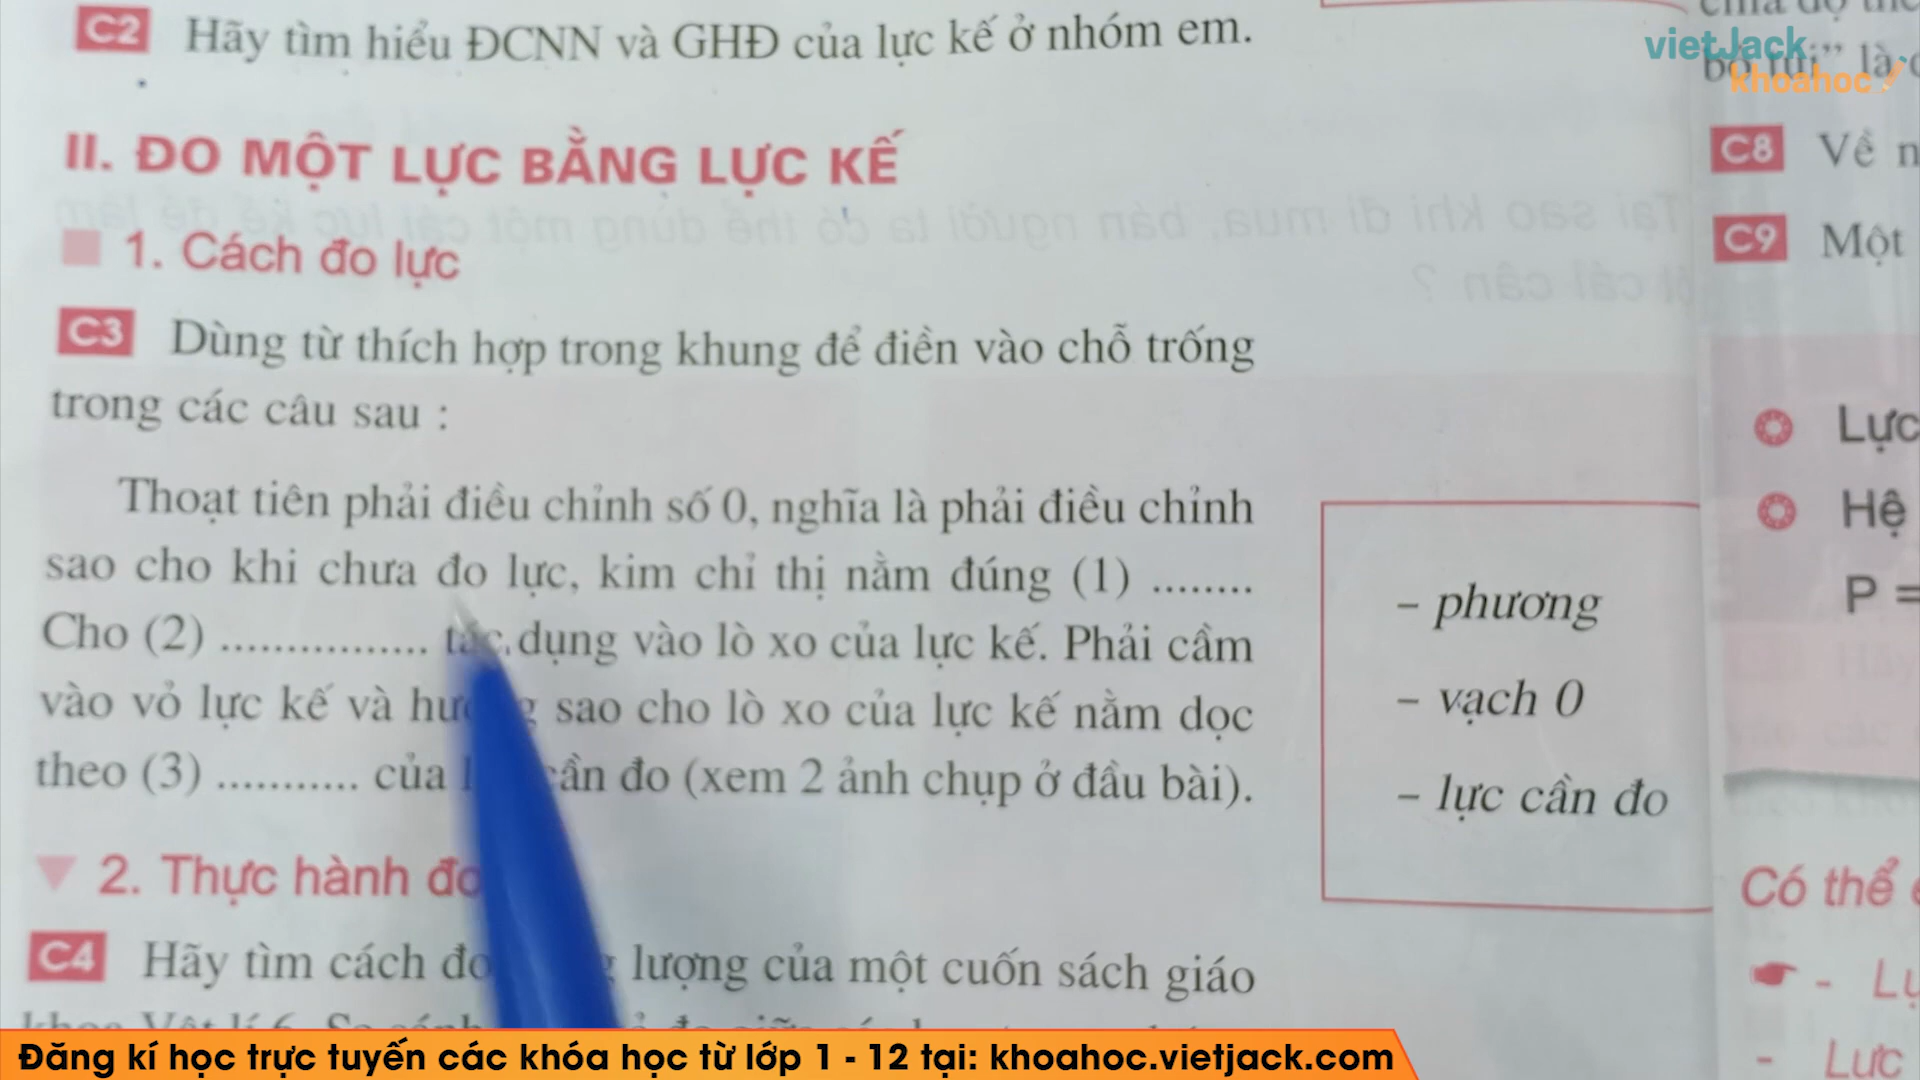 C2 Hãy tìm hiểu ĐCNN và GHĐ của lực kế ở nhóm em.
II. ĐO MỘT LỰC BẰNG LỰC KẾ
1. Cách đo lực
C3 Dùng từ thích hợp trong khung để điền vào chỗ trống
trong các câu sau :
Thoạt tiên phải điều chỉnh số 0, nghĩa là phải điều chỉnh
sao cho khi chưa đo lực, kim chỉ thị nằm đúng (1) ........
Cho (2) ................. tác dụng vào lò xo của lực kế. Phải cầm
vào vỏ lực kế và hướng sao cho lò xo của lực kế nằm dọc
theo (3) ........... của cần đo (xem 2 ảnh chụp ở đầu bài).
– phương
– vạch 0
– lực cần đo
2. Thực hành đo
C4 Hãy tìm cách đo lượng của một cuốn sách giáo
vietJack
khoahoc
là
C8 Về
C9 Một
Lực
Hệ
P =
Có thể
-
- Lực
Đăng kí học trực tuyến các khóa học từ lớp 1 - 12 tại: khoahoc.vietjack.com